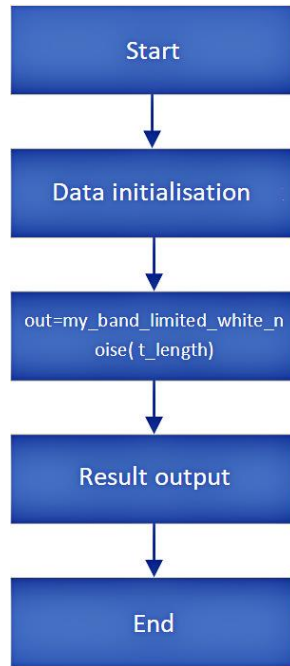 Start
Data initialisation
out=my_band_limited_white_n
oise( t_length)
Result output
End